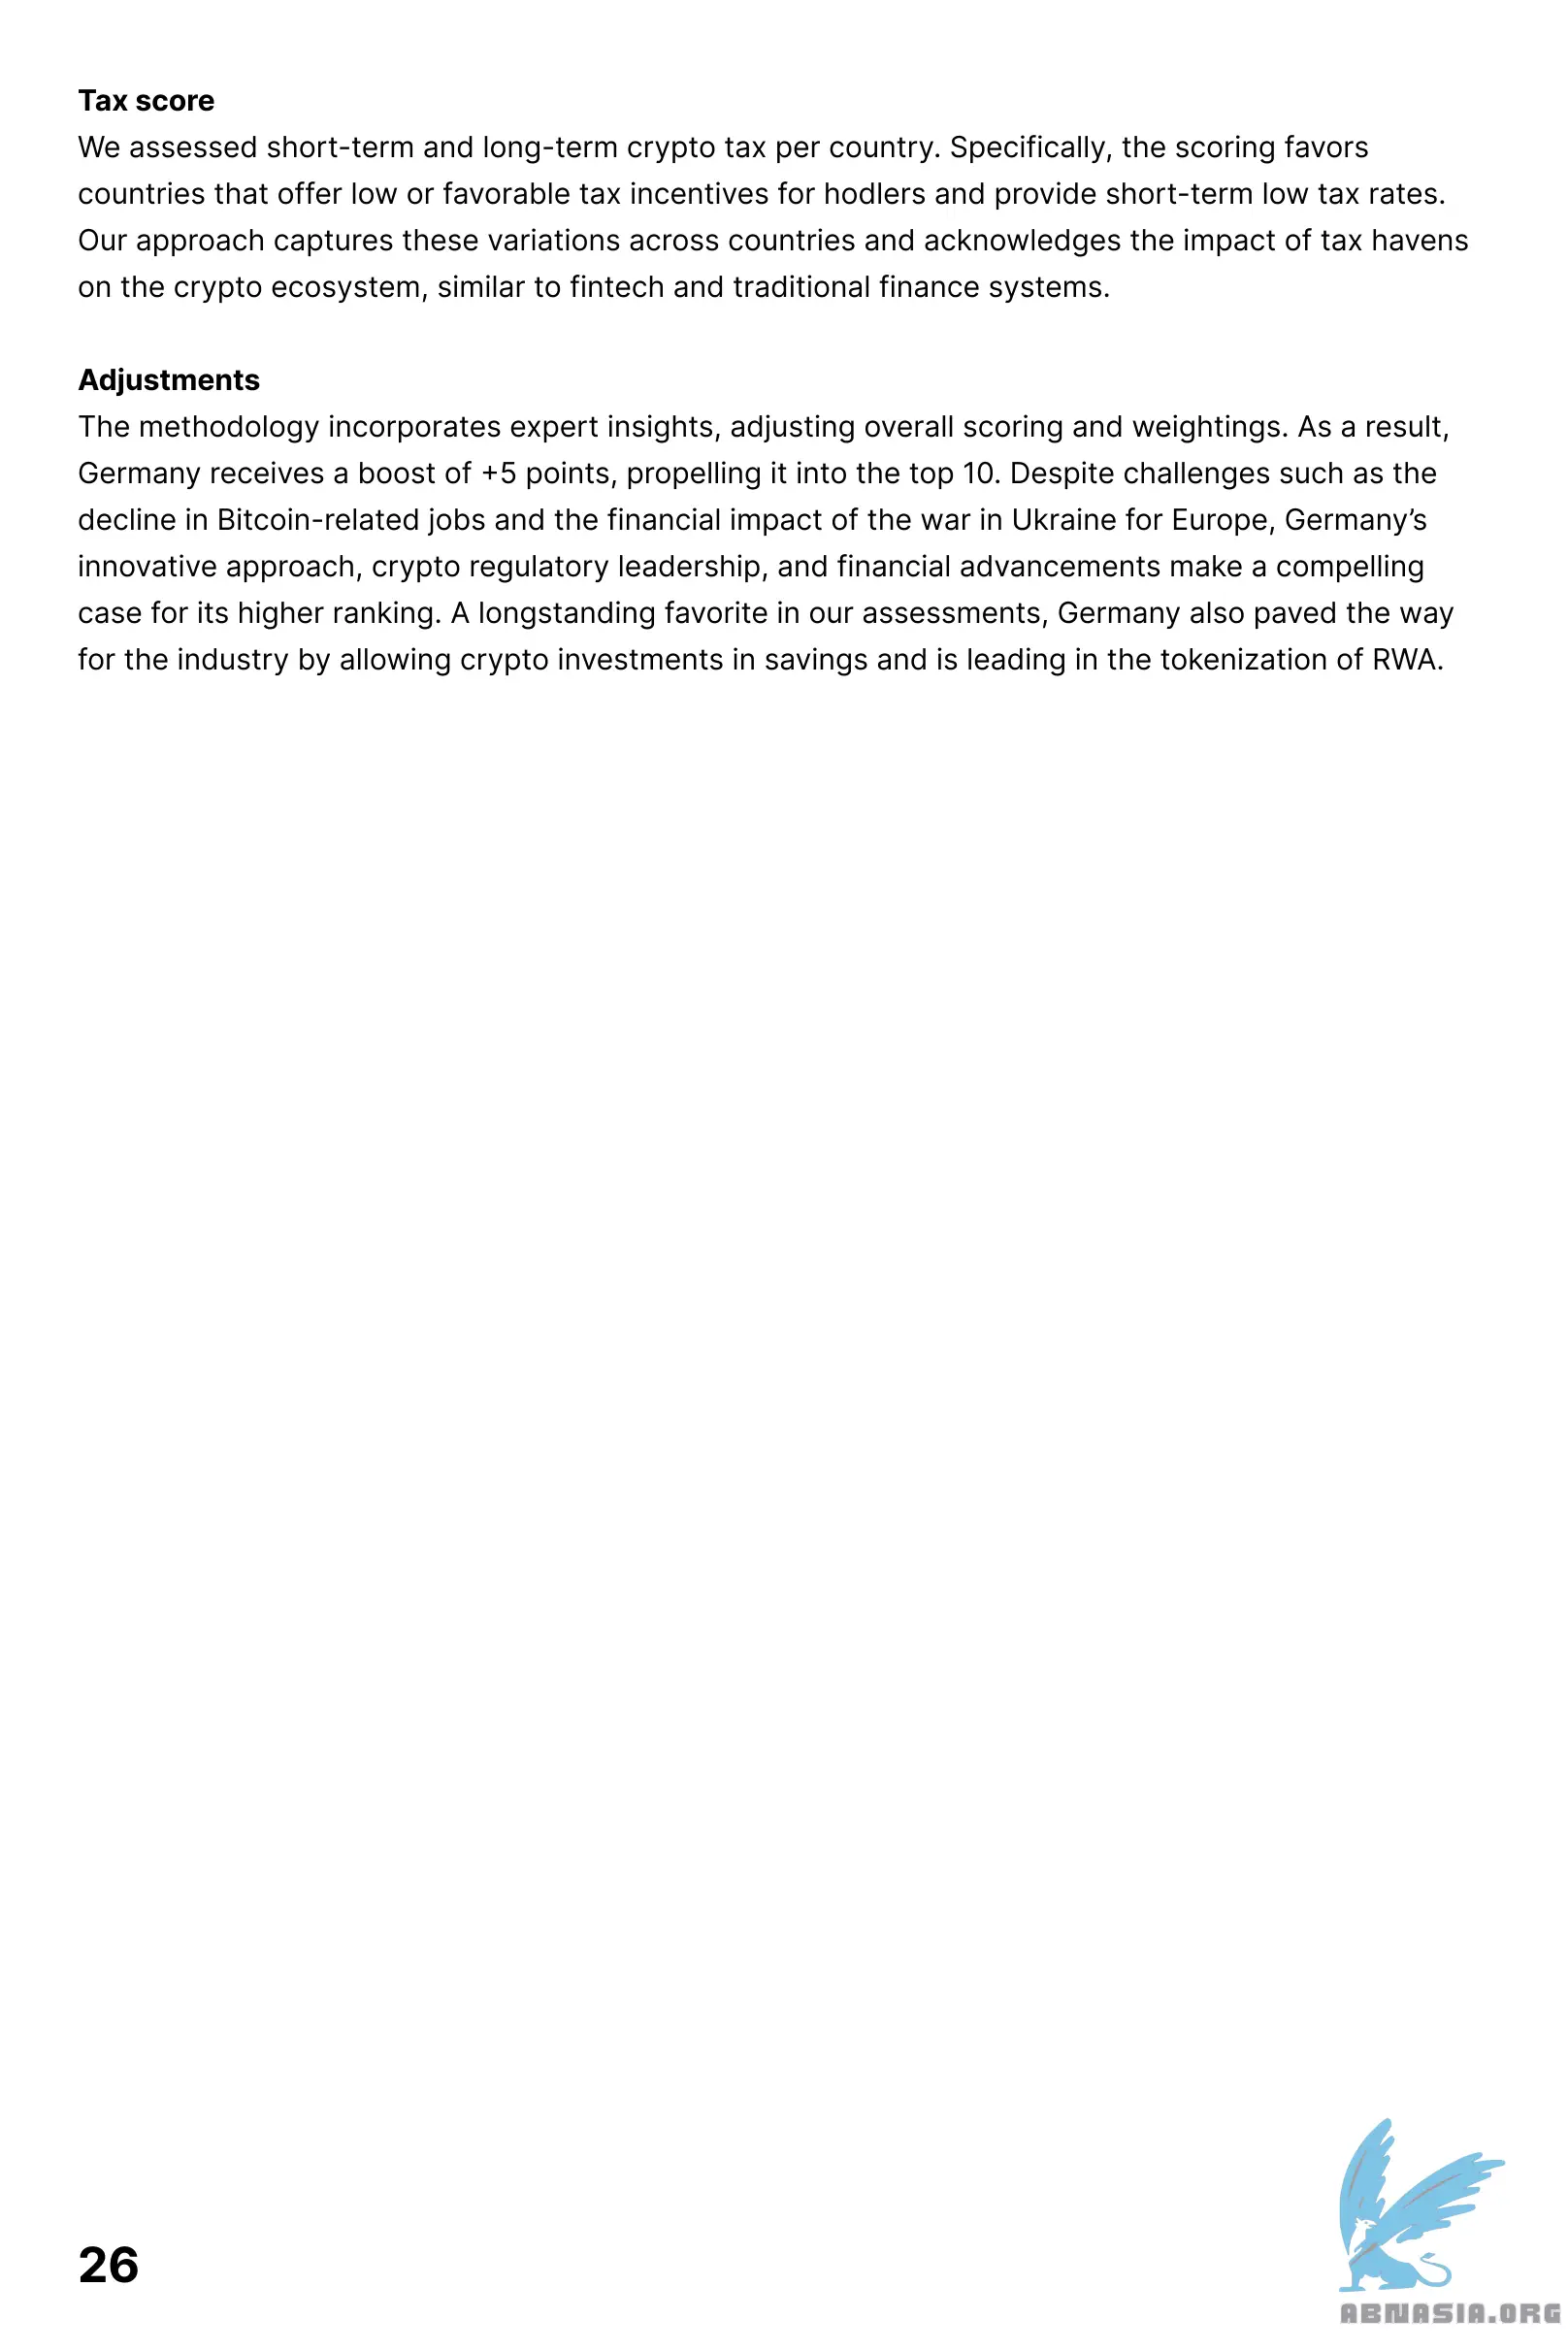 Tax score
We assessed short-term and long-term crypto tax per country. Specifically, the scoring favors
countries that offer low or favorable tax incentives for hodlers and provide short-term low tax rates.
Our approach captures these variations across countries and acknowledges the impact of tax havens
on the crypto ecosystem, similar to fintech and traditional finance systems.
Adjustments
The methodology incorporates expert insights, adjusting overall scoring and weightings. As a result,
Germany receives a boost of +5 points, propelling it into the top 10. Despite challenges such as the
decline in Bitcoin-related jobs and the financial impact of the war in Ukraine for Europe, Germany’s
innovative approach, crypto regulatory leadership, and financial advancements make a compelling
case for its higher ranking. A longstanding favorite in our assessments, Germany also paved the way
for the industry by allowing crypto investments in savings and is leading in the tokenization of RWA.
26
ABNASIA.ORG